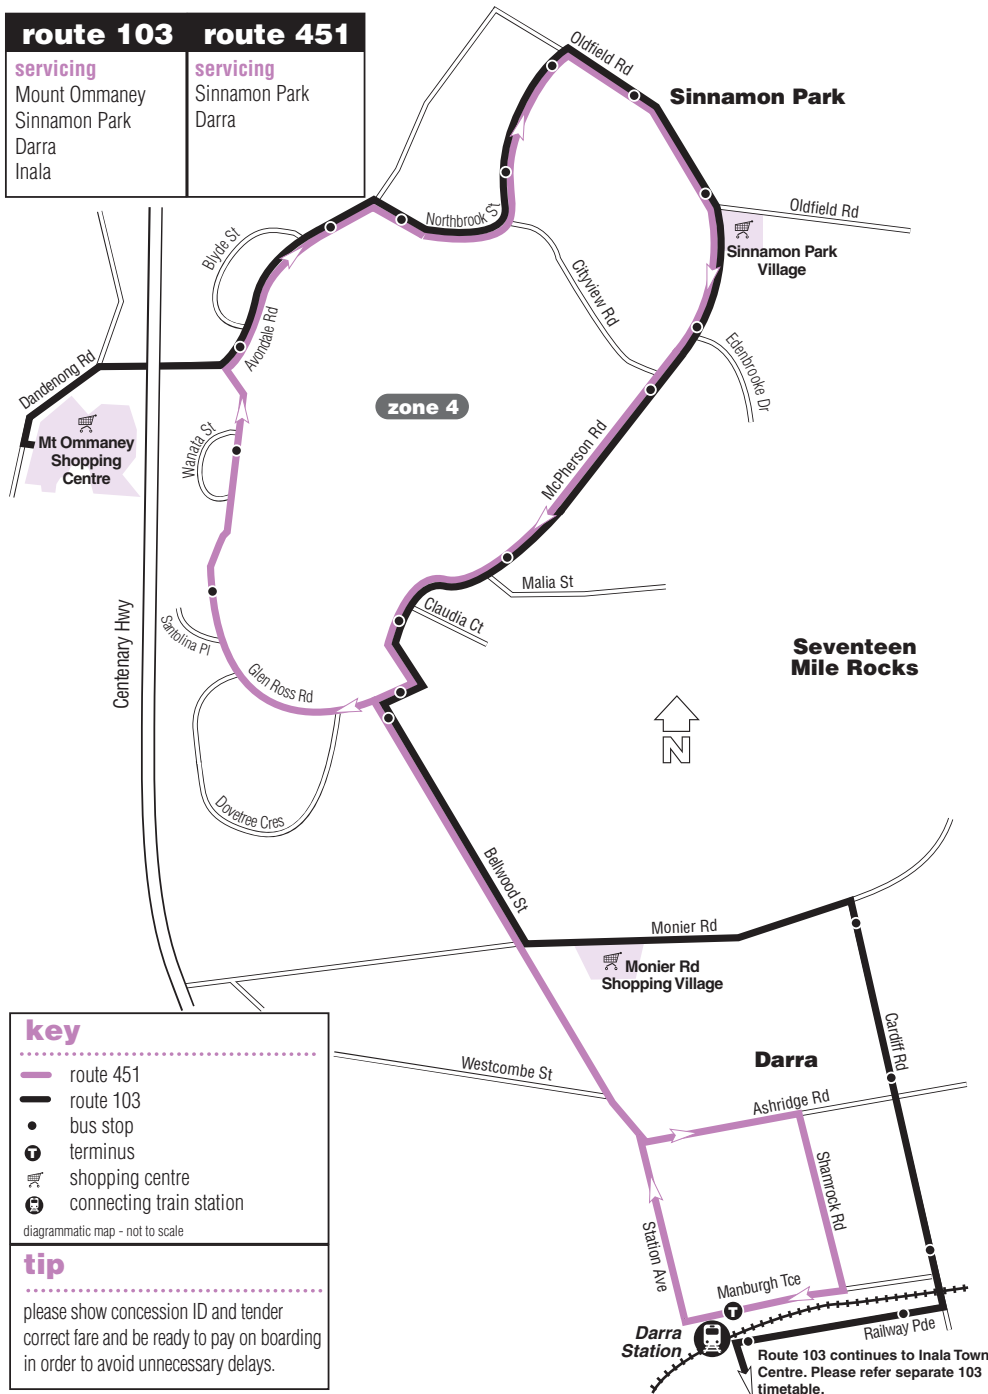 route 103
servicing
Mount Ommaney
Sinnamon Park
Darra
Inala
route 451
servicing
Sinnamon Park
Darra
Oldfield Rd
Sinnamon Park
Oldfield Rd
Sinnamon Park
Village
Northbrook St
Blyde St
Cityview Rd
Avondale Rd
Edenbrooke Dr
Dandenong Rd
zone 4
Mt Ommaney
Shopping
Centre
Wanata St
McPherson Rd
Malia St
Claudia Ct
Centenary Hwy
Santolina Pl
Glen Ross Rd
Seventeen
Mile Rocks
N
Dovetree Cres
Bellwood St
Monier Rd
Monier Rd
Shopping Village
Cardiff Rd
Westcombe St
Darra
Ashridge Rd
Shamrock Rd
Station Ave
Manburgh Tce
T
Darra
Station
Railway Pde
Route 103 continues to Inala Town
Centre. Please refer separate 103
timetable.
key
route 451
route 103
bus stop
T terminus
shopping centre
connecting train station
diagrammatic map - not to scale
tip
please show concession ID and tender
correct fare and be ready to pay on boarding
in order to avoid unnecessary delays.